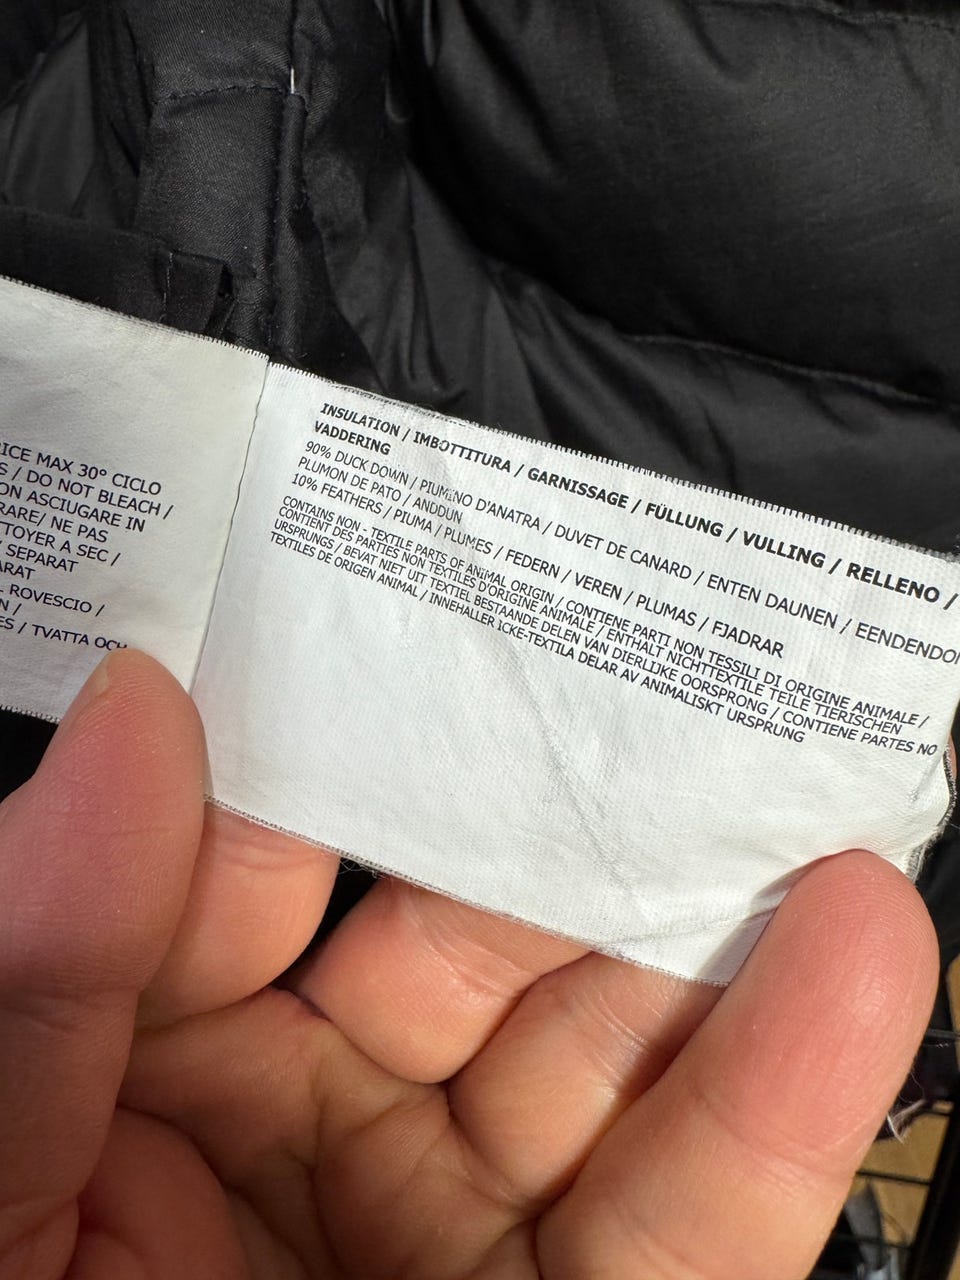 ICE MAX 30° CICLO
S / DO NOT BLEACH /
ON ASCIUGARE IN
RARE/ NE PAS
TOYER A SEC /
SEPARAT
ARAT
ROVESCIO /
N /
ES / TVATTA OCH
INSULATION / IMBOTTITURA / GARNISSAGE / FÜLLUNG / VULLING / RELLENO /
VADDERING
90% DUCK DOWN / PIUMINO D'ANATRA / DUVET DE CANARD / ENTEN DAUNEN / EENDENDON
PLUMON DE PATO / ANDDUN
10% FEATHERS / PIUMA / PLUMES / FEDERN / VEREN / PLUMAS / FJADRAR
CONTAINS NON - TEXTILE PARTS OF ANIMAL ORIGIN / CONTIENE PARTI NON TESSILI DI ORIGINE ANIMALE /
CONTIENT DES PARTIES NON TEXTILES D'ORIGINE ANIMALE / ENTHALT NICHTTEXTILE TEILE TIERISCHEN
URSPRUNGS / BEVAT NIET UIT TEXTIEL BESTAANDE DELEN VAN DIERLIJKE OORSPRONG / CONTIENE PARTES NO
TEXTILES DE ORIGEN ANIMAL / INNEHALLER ICKE-TEXTILA DELAR AV ANIMALISKT URSPRUNG